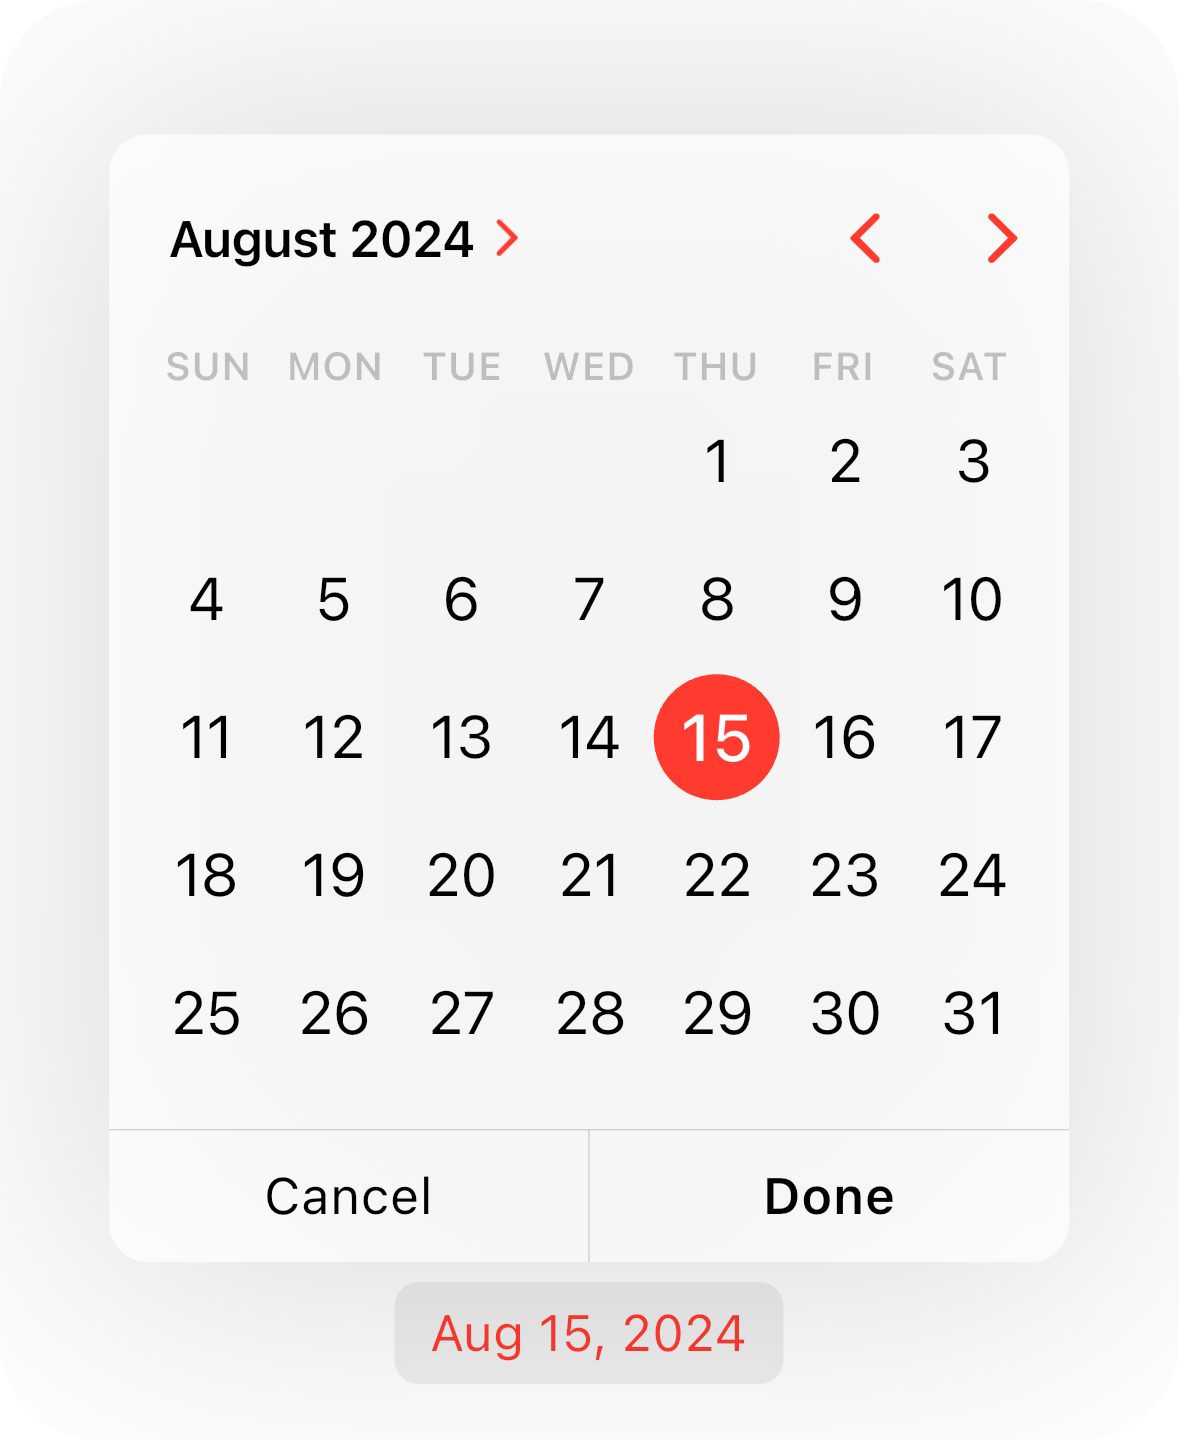 August 2024
SUN MON TUE WED THU FRI SAT
1 2 3
4 5 6 7 8 9 10
11 12 13 14 15 16 17
18 19 20 21 22 23 24
25 26 27 28 29 30 31
Cancel Done
Aug 15, 2024